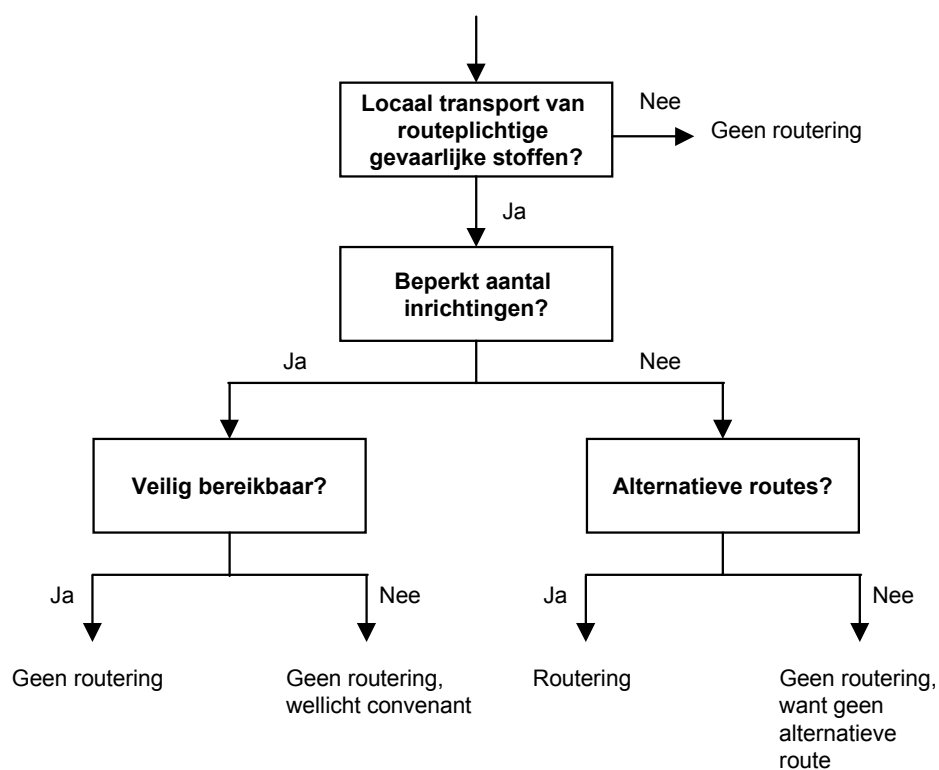 Locaal transport van
routeplichtige
gevaarlijke stoffen?
Nee
Geen routering
Ja
Beperkt aantal
inrichtingen?
Ja
Nee
Veilig bereikbaar?
Alternatieve routes?
Ja
Nee
Ja
Nee
Geen routering
Geen routering,
wellicht convenant
Routering
Geen routering,
want geen
alternatieve
route